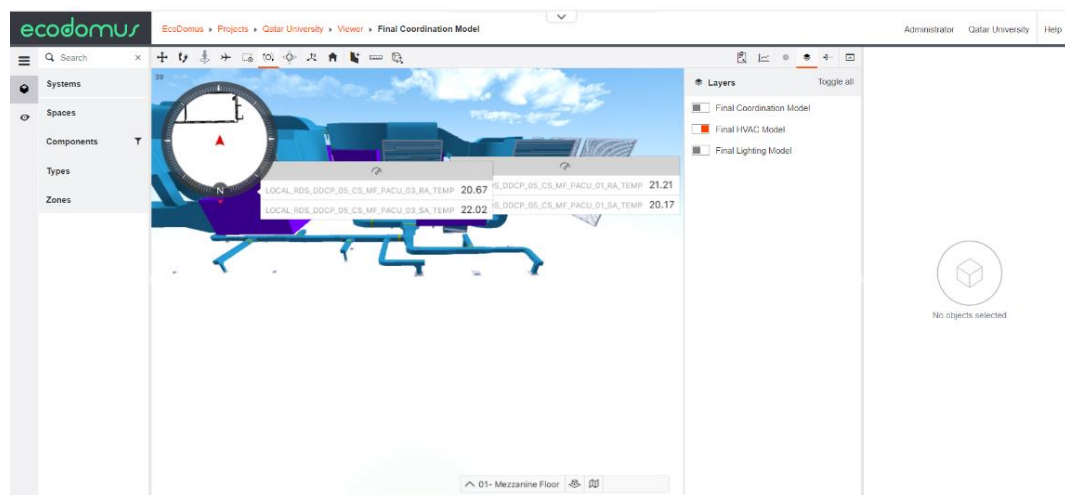 ecodomus
EcoDomus ▸ Projects ▸ Qatar University ▸ Viewer ▸ Final Coordination Model
Administrator Qatar University Help
Search ×
Systems
Spaces
Components
Types
Zones
39
N
LOCAL_RDS_DDCP_05_CS_MF_PACU_03_RA_TEMP 20.67
LOCAL_RDS_DDCP_05_CS_MF_PACU_03_SA_TEMP 22.02
S_DDCP_05_CS_MF_PACU_01_RA_TEMP 21.21
S_DDCP_05_CS_MF_PACU_01_SA_TEMP 20.17
01- Mezzanine Floor
Layers Toggle all
Final Coordination Model
Final HVAC Model
Final Lighting Model
No objects selected